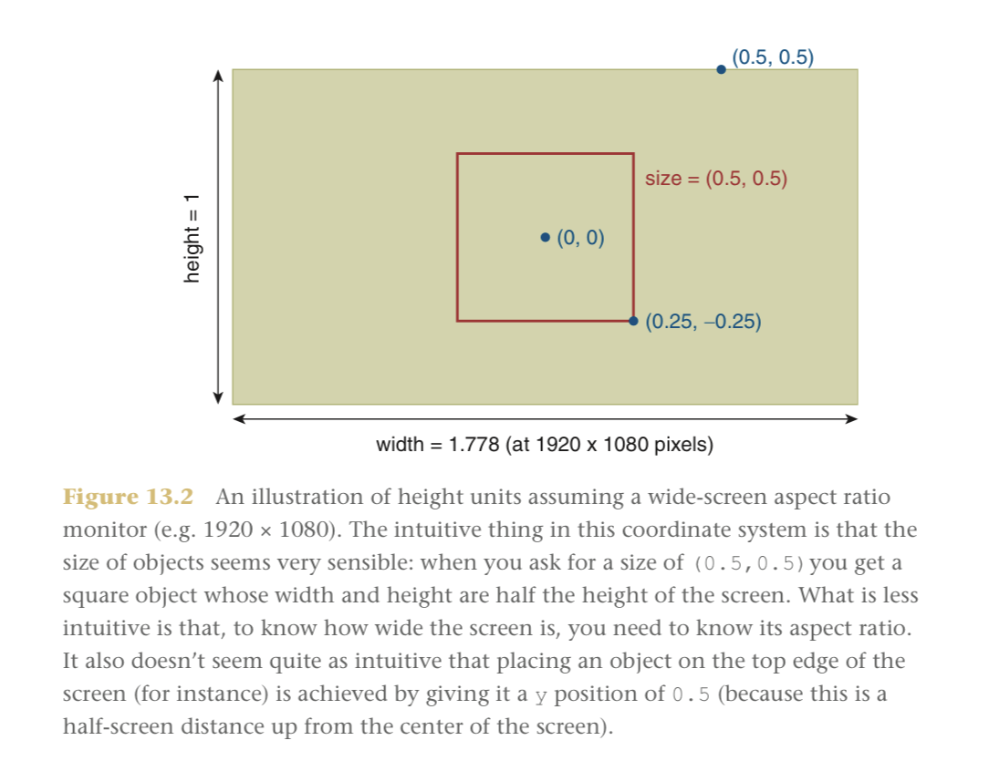 (0.5, 0.5)
size = (0.5, 0.5)
height = 1
(0, 0)
(0.25, –0.25)
width = 1.778 (at 1920 x 1080 pixels)
Figure 13.2 An illustration of height units assuming a wide-screen aspect ratio
monitor (e.g. 1920 × 1080). The intuitive thing in this coordinate system is that the
size of objects seems very sensible: when you ask for a size of (0.5,0.5) you get a
square object whose width and height are half the height of the screen. What is less
intuitive is that, to know how wide the screen is, you need to know its aspect ratio.
It also doesn’t seem quite as intuitive that placing an object on the top edge of the
screen (for instance) is achieved by giving it a y position of 0.5 (because this is a
half-screen distance up from the center of the screen).